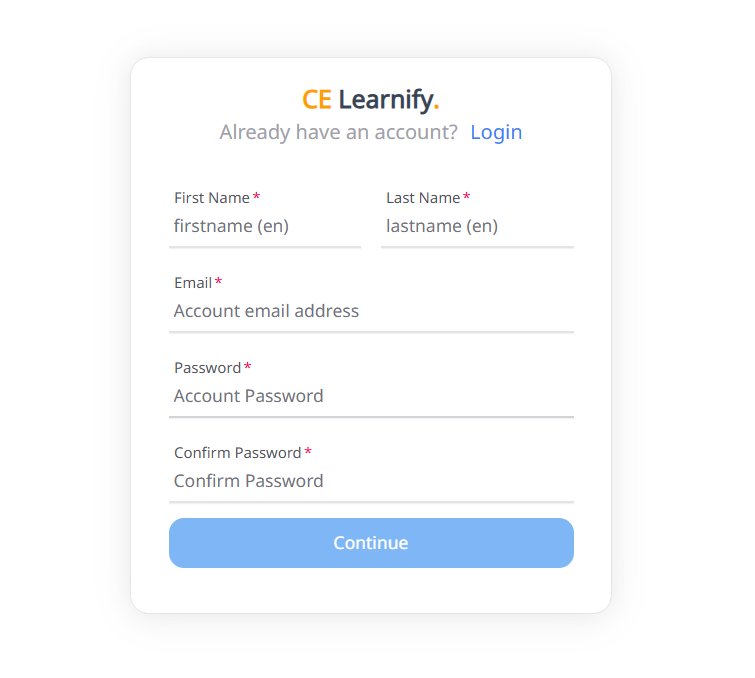 CE Learnify.
Already have an account? Login
First Name * Last Name *
firstname (en) lastname (en)
Email *
Account email address
Password *
Account Password
Confirm Password *
Confirm Password
Continue